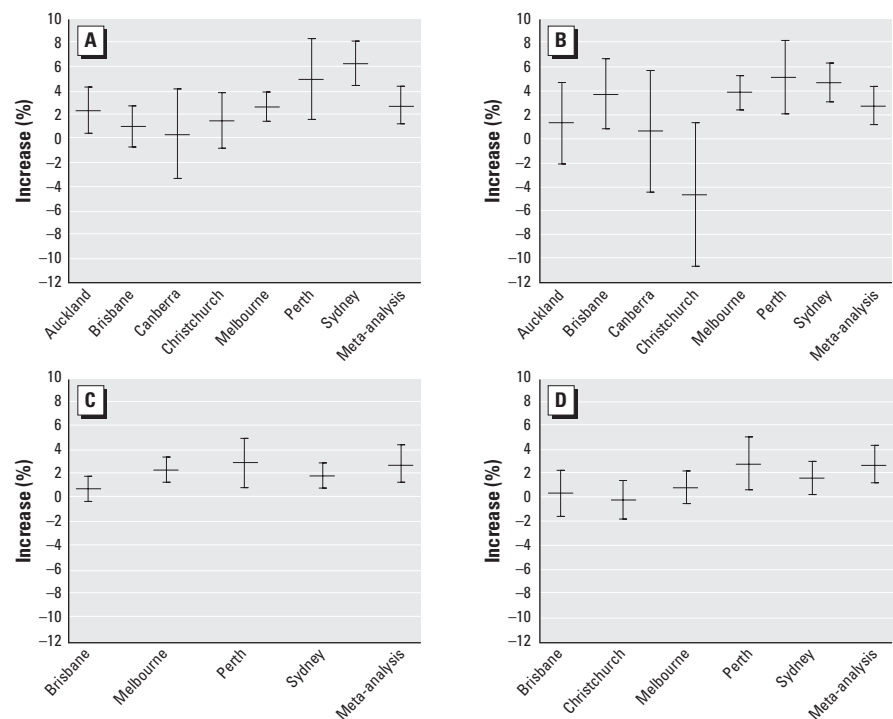 A
Increase (%)
10
8
6
4
2
0
–2
–4
–6
–8
–10
–12
Auckland
Brisbane
Canberra
Christchurch
Melbourne
Perth
Sydney
Meta-analysis
B
Increase (%)
10
8
6
4
2
0
–2
–4
–6
–8
–10
–12
Auckland
Brisbane
Canberra
Christchurch
Melbourne
Perth
Sydney
Meta-analysis
C
Increase (%)
10
8
6
4
2
0
–2
–4
–6
–8
–10
–12
Brisbane
Melbourne
Perth
Sydney
Meta-analysis
D
Increase (%)
10
8
6
4
2
0
–2
–4
–6
–8
–10
–12
Brisbane
Christchurch
Melbourne
Perth
Sydney
Meta-analysis